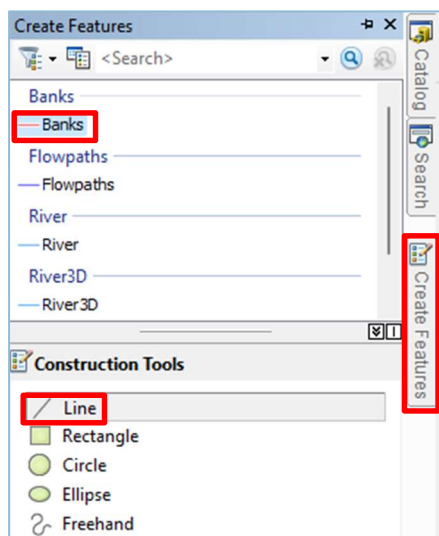 Create Features
<Search>
Banks
Banks
Flowpaths
Flowpaths
River
River
River3D
River3D
Construction Tools
Line
Rectangle
Circle
Ellipse
Freehand
Catalog
Search
Create Features